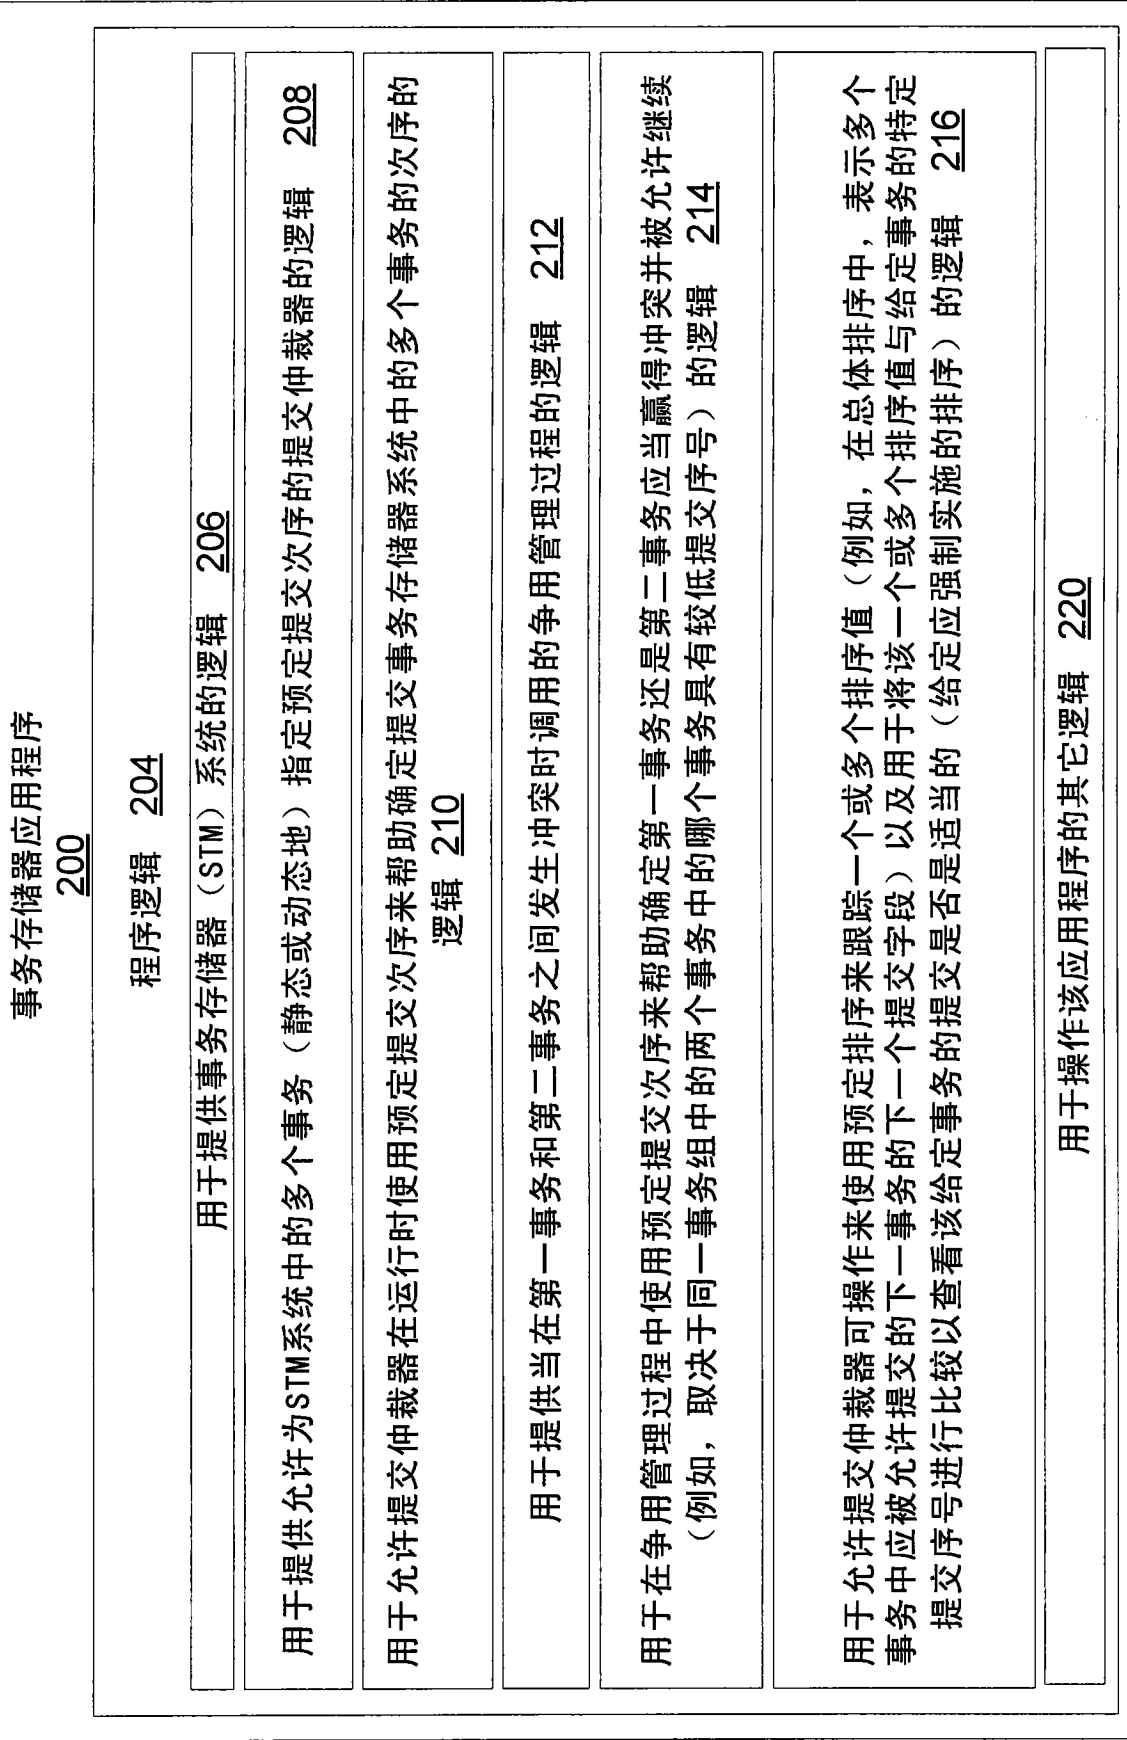 事务存储器应用程序
200
程序逻辑 204
用于提供事务存储器（STM）系统的逻辑 206
用于提供允许为STM系统中的多个事务（静态或动态地）指定预定提交次序的提交仲裁器的逻辑 208
用于允许提交仲裁器在运行时使用预定提交次序来帮助确定提交事务存储器系统中的多个事务的次序的
逻辑 210
用于提供当在第一事务和第二事务之间发生冲突时调用的争用管理过程的逻辑 212
用于在争用管理过程中使用预定提交次序来帮助确定第一事务还是第二事务应当赢得冲突并被允许继续
（例如，取决于同一事务组中的两个事务中的哪个事务具有较低提交序号）的逻辑 214
用于允许提交仲裁器可操作来使用预定排序来跟踪一个或多个排序值（例如，在总体排序中，表示多个
事务中应被允许提交的下一事务的下一个提交字段）以及用于将该一个或多个排序值与给定事务的特定
提交序号进行比较以查看该给定事务的提交是否是适当的（给定应强制实施的排序）的逻辑 216
用于操作该应用程序的其它逻辑 220